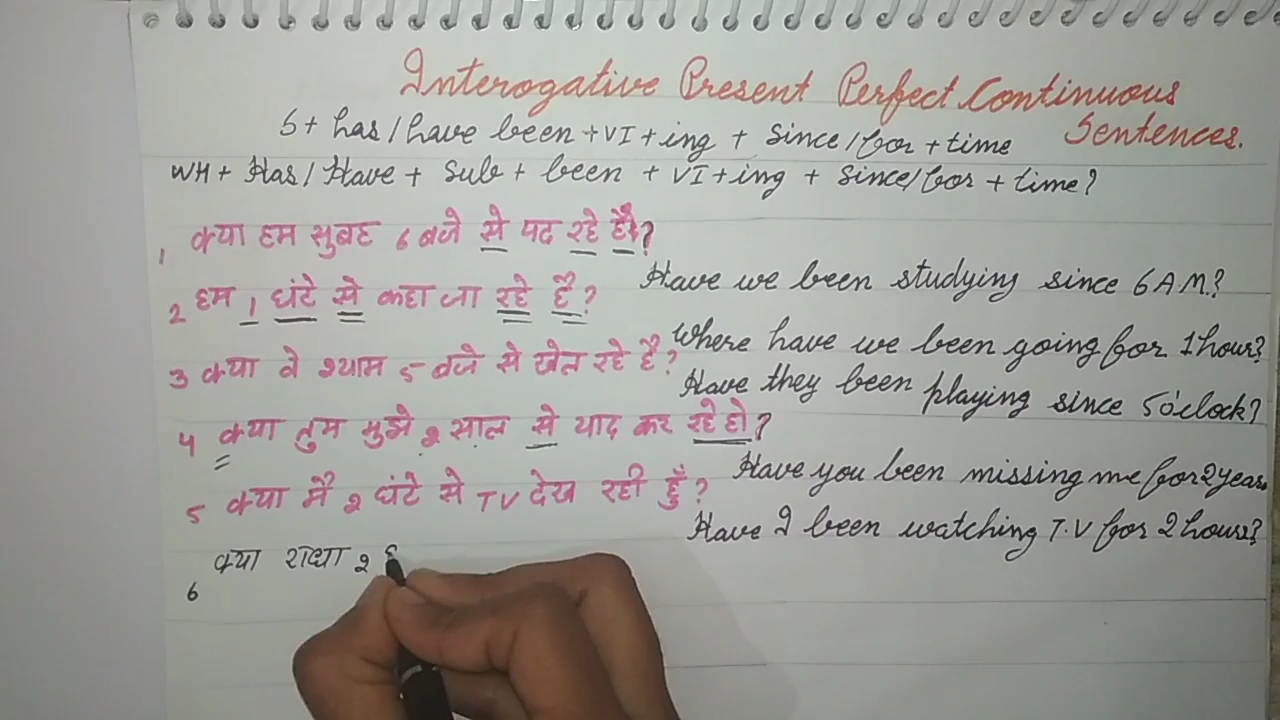 Interogative Present Perfect Continuous
Sentences.
S + has/have been + VI + ing + Since/for + time
WH + Has/Have + Sub + been + VI + ing + Since/for + time?
1 क्या हम सुबह 6 बजे से पढ रहे हैं?
Have we been studying since 6 A.M.?
2 हम 1 घंटे से कहा जा रहे है?
Where have we been going for 1 hour?
3 क्या वे श्याम 5 बजे से खेल रहे है?
Have they been playing since 5 o'clock?
4 क्या तुम मुझे 2 साल से याद कर रहे हो?
Have you been missing me for 2 years
5 क्या मै 2 घंटे से TV देख रही हुँ?
Have I been watching T.V for 2 hours?
6 क्या राधा 2